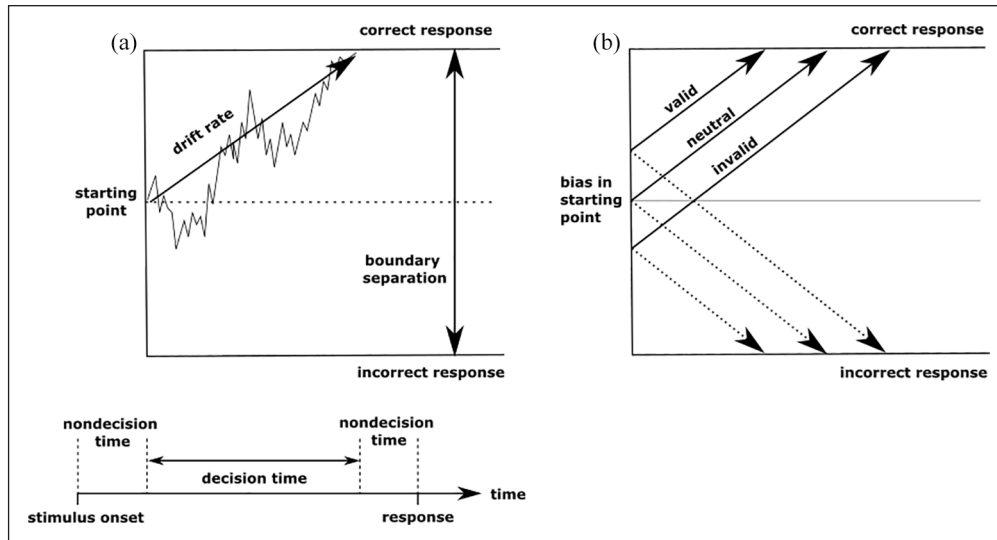 (a)
correct response
drift rate
starting
point
boundary
separation
incorrect response
nondecision
time
nondecision
time
decision time
time
stimulus onset
response
(b)
correct response
valid
neutral
invalid
bias in
starting
point
incorrect response